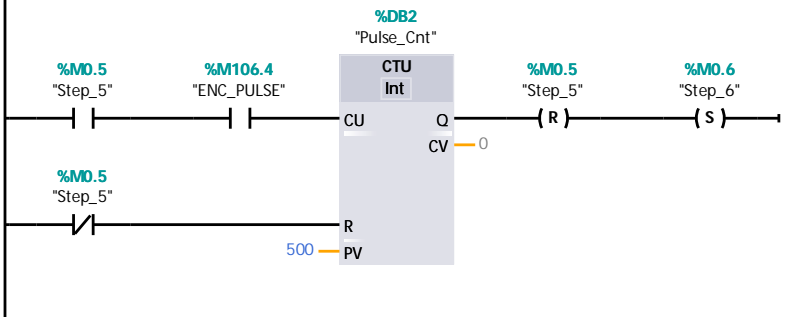 %DB2
"Pulse_Cnt"
%M0.5
"Step_5"
%M106.4
"ENC_PULSE"
CTU
Int
%M0.5
"Step_5"
%M0.6
"Step_6"
CU
Q
R
S
CV
0
%M0.5
"Step_5"
R
500
PV